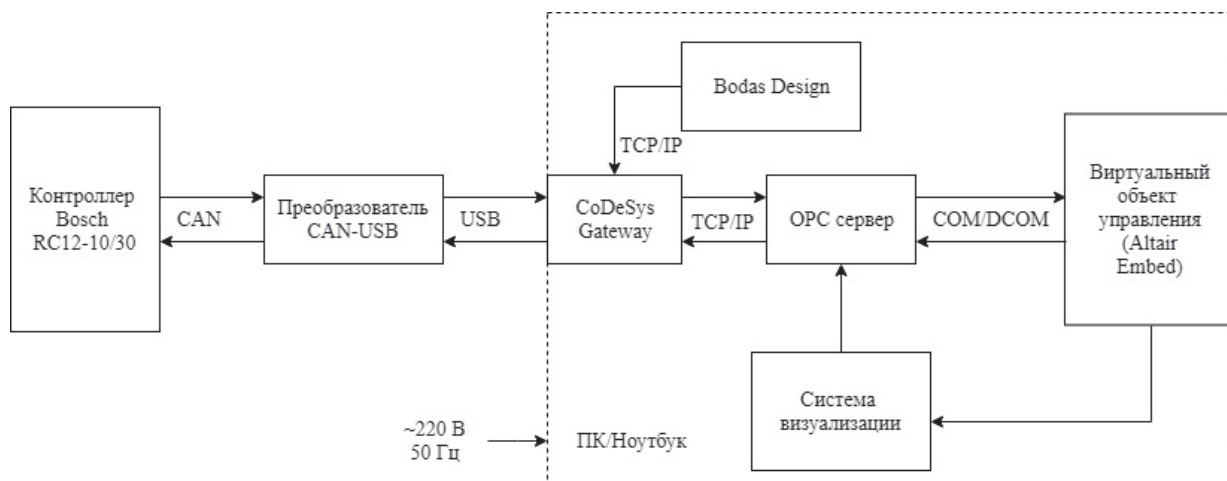 Bodas Design
TCP/IP
Контроллер
Bosch
RC12-10/30
CAN
Преобразователь
CAN-USB
USB
CoDeSys
Gateway
TCP/IP
OPC сервер
COM/DCOM
Виртуальный
объект
управления
(Altair
Embed)
Система
визуализации
~220 В
50 Гц
ПК/Ноутбук